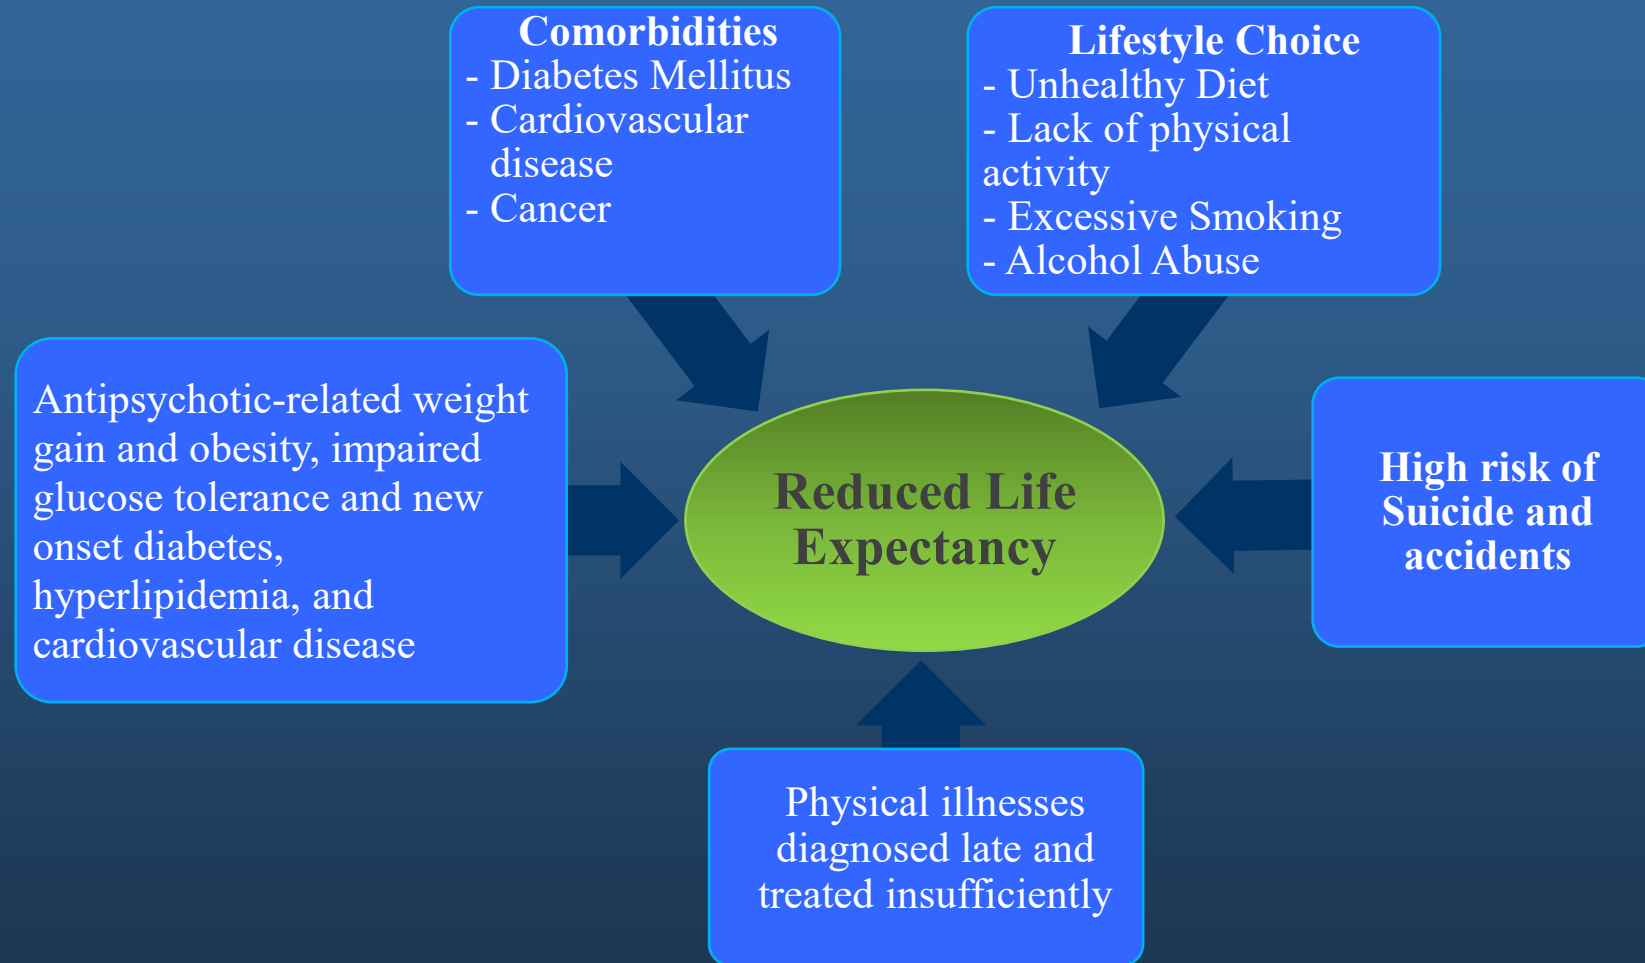 Comorbidities
- Diabetes Mellitus
- Cardiovascular
disease
- Cancer
Lifestyle Choice
- Unhealthy Diet
- Lack of physical
activity
- Excessive Smoking
- Alcohol Abuse
Antipsychotic-related weight
gain and obesity, impaired
glucose tolerance and new
onset diabetes,
hyperlipidemia, and
cardiovascular disease
Reduced Life
Expectancy
High risk of
Suicide and
accidents
Physical illnesses
diagnosed late and
treated insufficiently